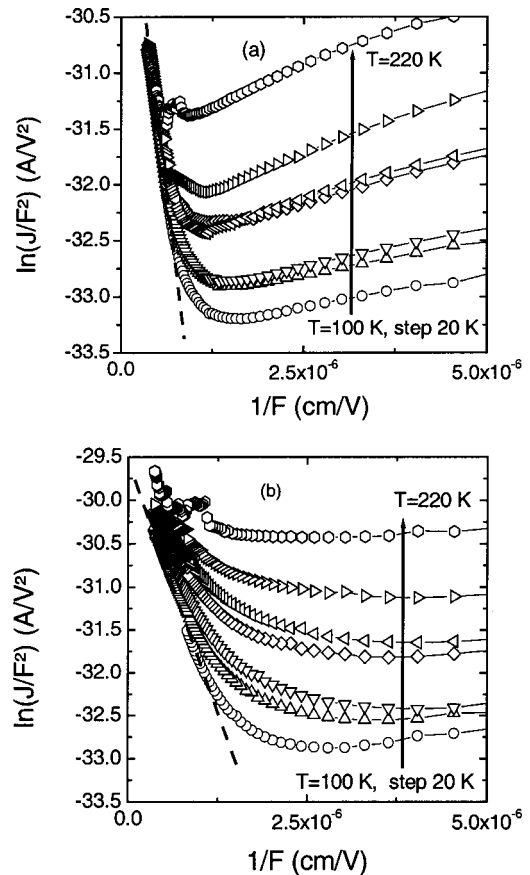 (a)
T=220 K
T=100 K, step 20 K
ln(J/F²) (A/V²)
-30.5
-31.0
-31.5
-32.0
-32.5
-33.0
-33.5
0.0
2.5x10⁻⁶
5.0x10⁻⁶
1/F (cm/V)
(b)
T=220 K
T=100 K, step 20 K
ln(J/F²) (A/V²)
-29.5
-30.0
-30.5
-31.0
-31.5
-32.0
-32.5
-33.0
-33.5
0.0
2.5x10⁻⁶
5.0x10⁻⁶
1/F (cm/V)